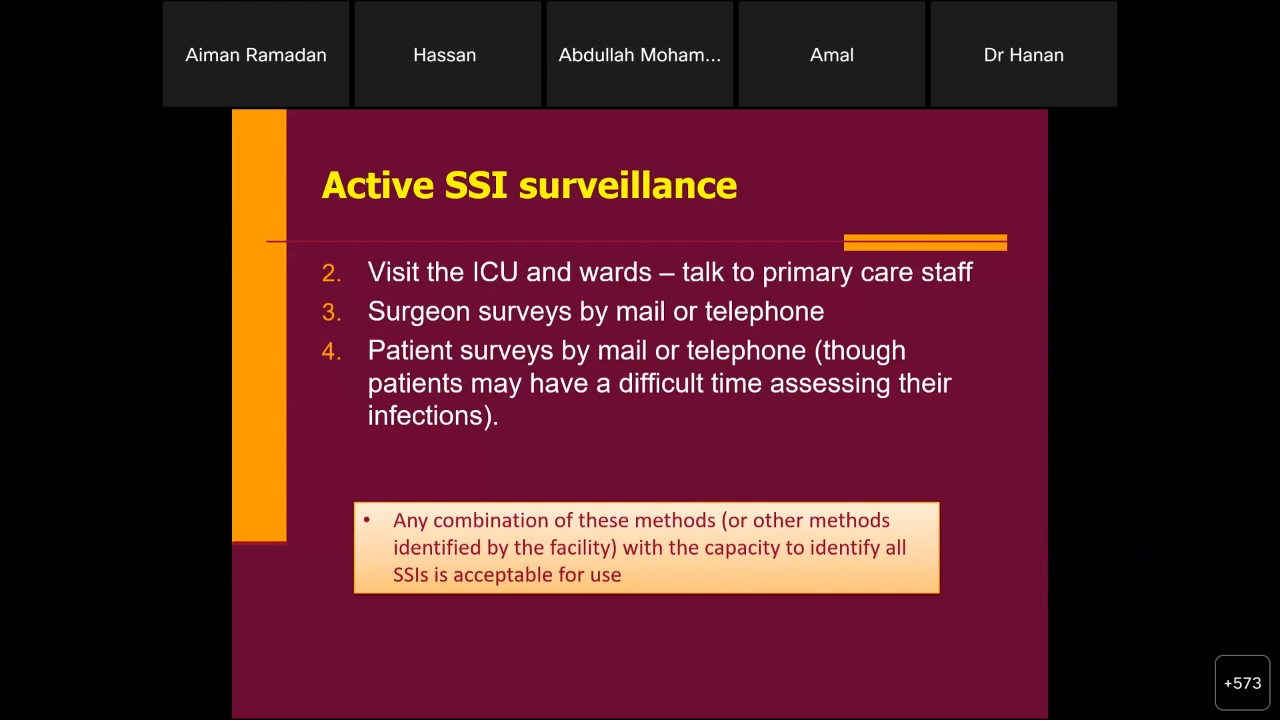 Aiman Ramadan
Hassan
Abdullah Moham...
Amal
Dr Hanan
Active SSI surveillance
2. Visit the ICU and wards – talk to primary care staff
3. Surgeon surveys by mail or telephone
4. Patient surveys by mail or telephone (though
patients may have a difficult time assessing their
infections).
• Any combination of these methods (or other methods
identified by the facility) with the capacity to identify all
SSIs is acceptable for use
+573